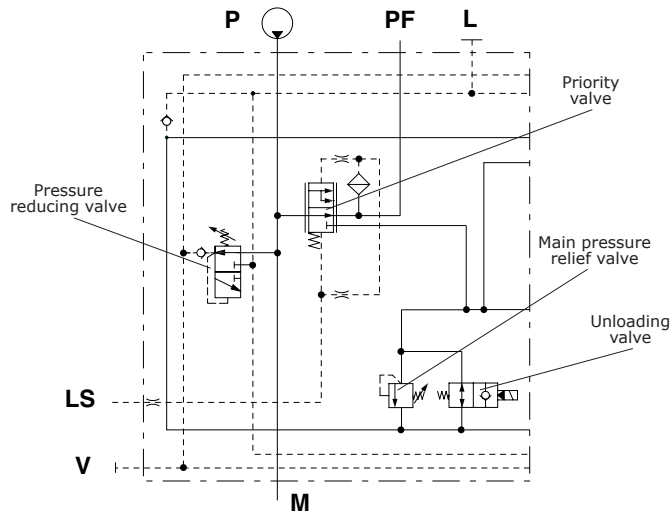 P
PF
L
Priority
valve
Pressure
reducing valve
Main pressure
relief valve
Unloading
valve
LS
V
M